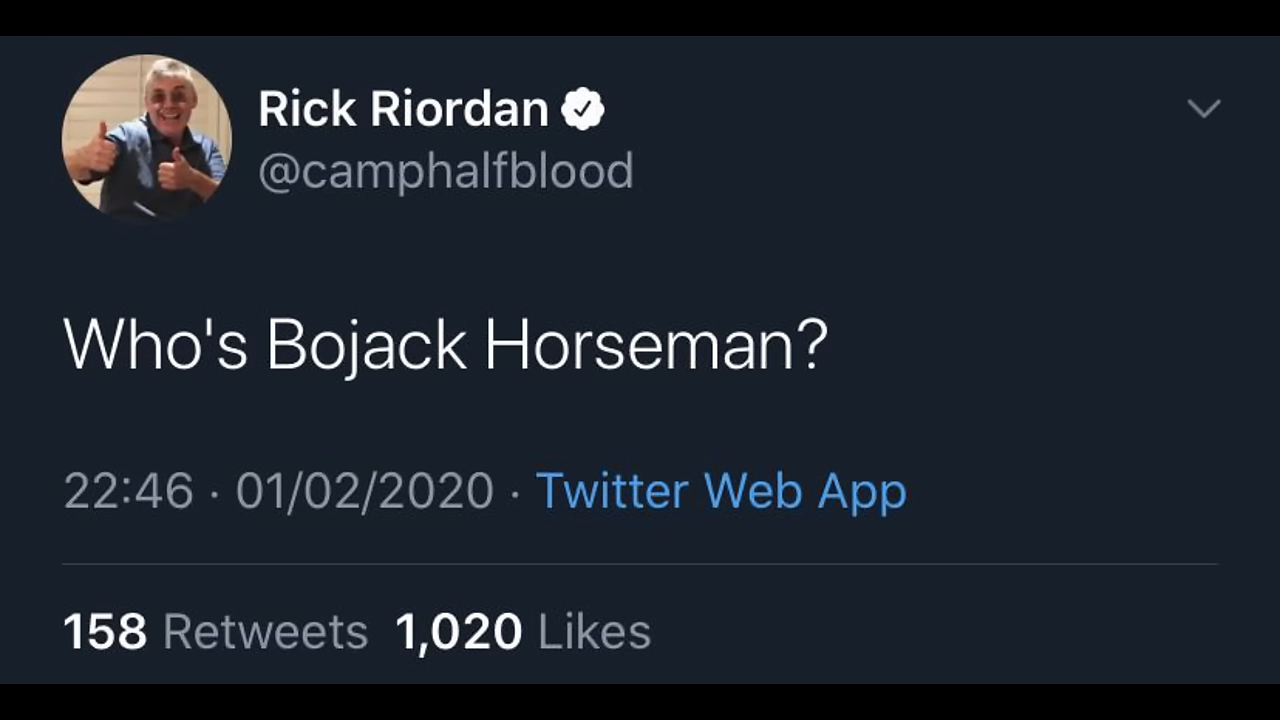 Rick Riordan
@camphalfblood
Who's Bojack Horseman?
22:46 · 01/02/2020 · Twitter Web App
158 Retweets 1,020 Likes